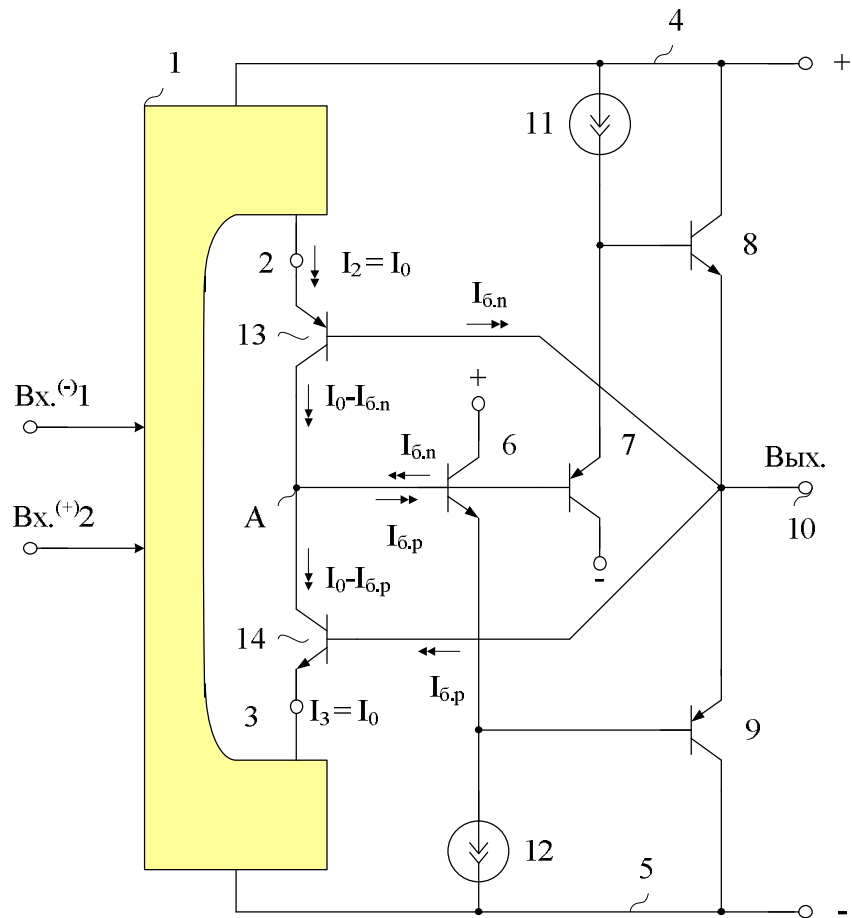 4
1
+
11
8
2
I₂ = I₀
Iб.п
13
Вх.⁽⁻⁾1
I₀-Iб.п
+
6
7
Iб.п
Вых.
A
10
Вх.⁽⁺⁾2
Iб.р
-
I₀-Iб.р
14
Iб.р
3
I₃ = I₀
9
12
5
-